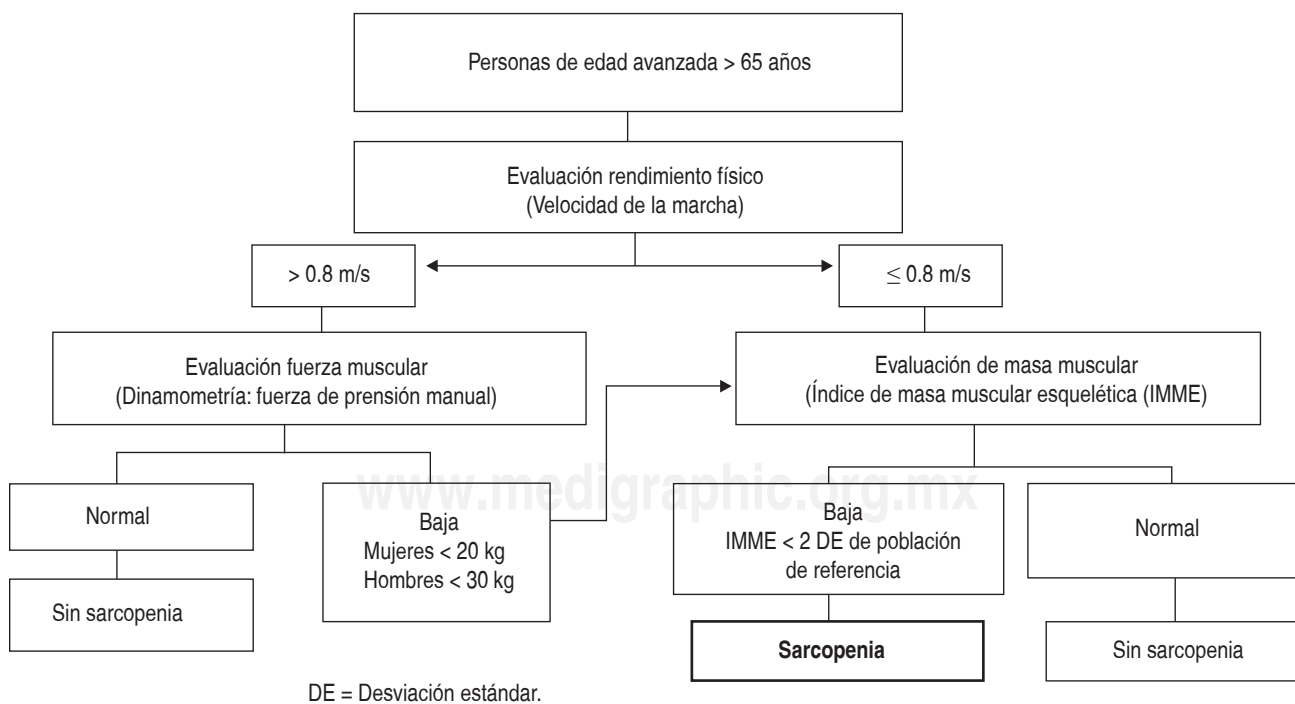 Personas de edad avanzada > 65 años
Evaluación rendimiento físico
(Velocidad de la marcha)
> 0.8 m/s
≤ 0.8 m/s
Evaluación fuerza muscular
(Dinamometría: fuerza de prensión manual)
Evaluación de masa muscular
(Índice de masa muscular esquelética (IMME)
www.medigraphic.org.mx
Normal
Baja
Mujeres < 20 kg
Hombres < 30 kg
Baja
IMME < 2 DE de población
de referencia
Normal
Sin sarcopenia
Sarcopenia
Sin sarcopenia
DE = Desviación estándar.